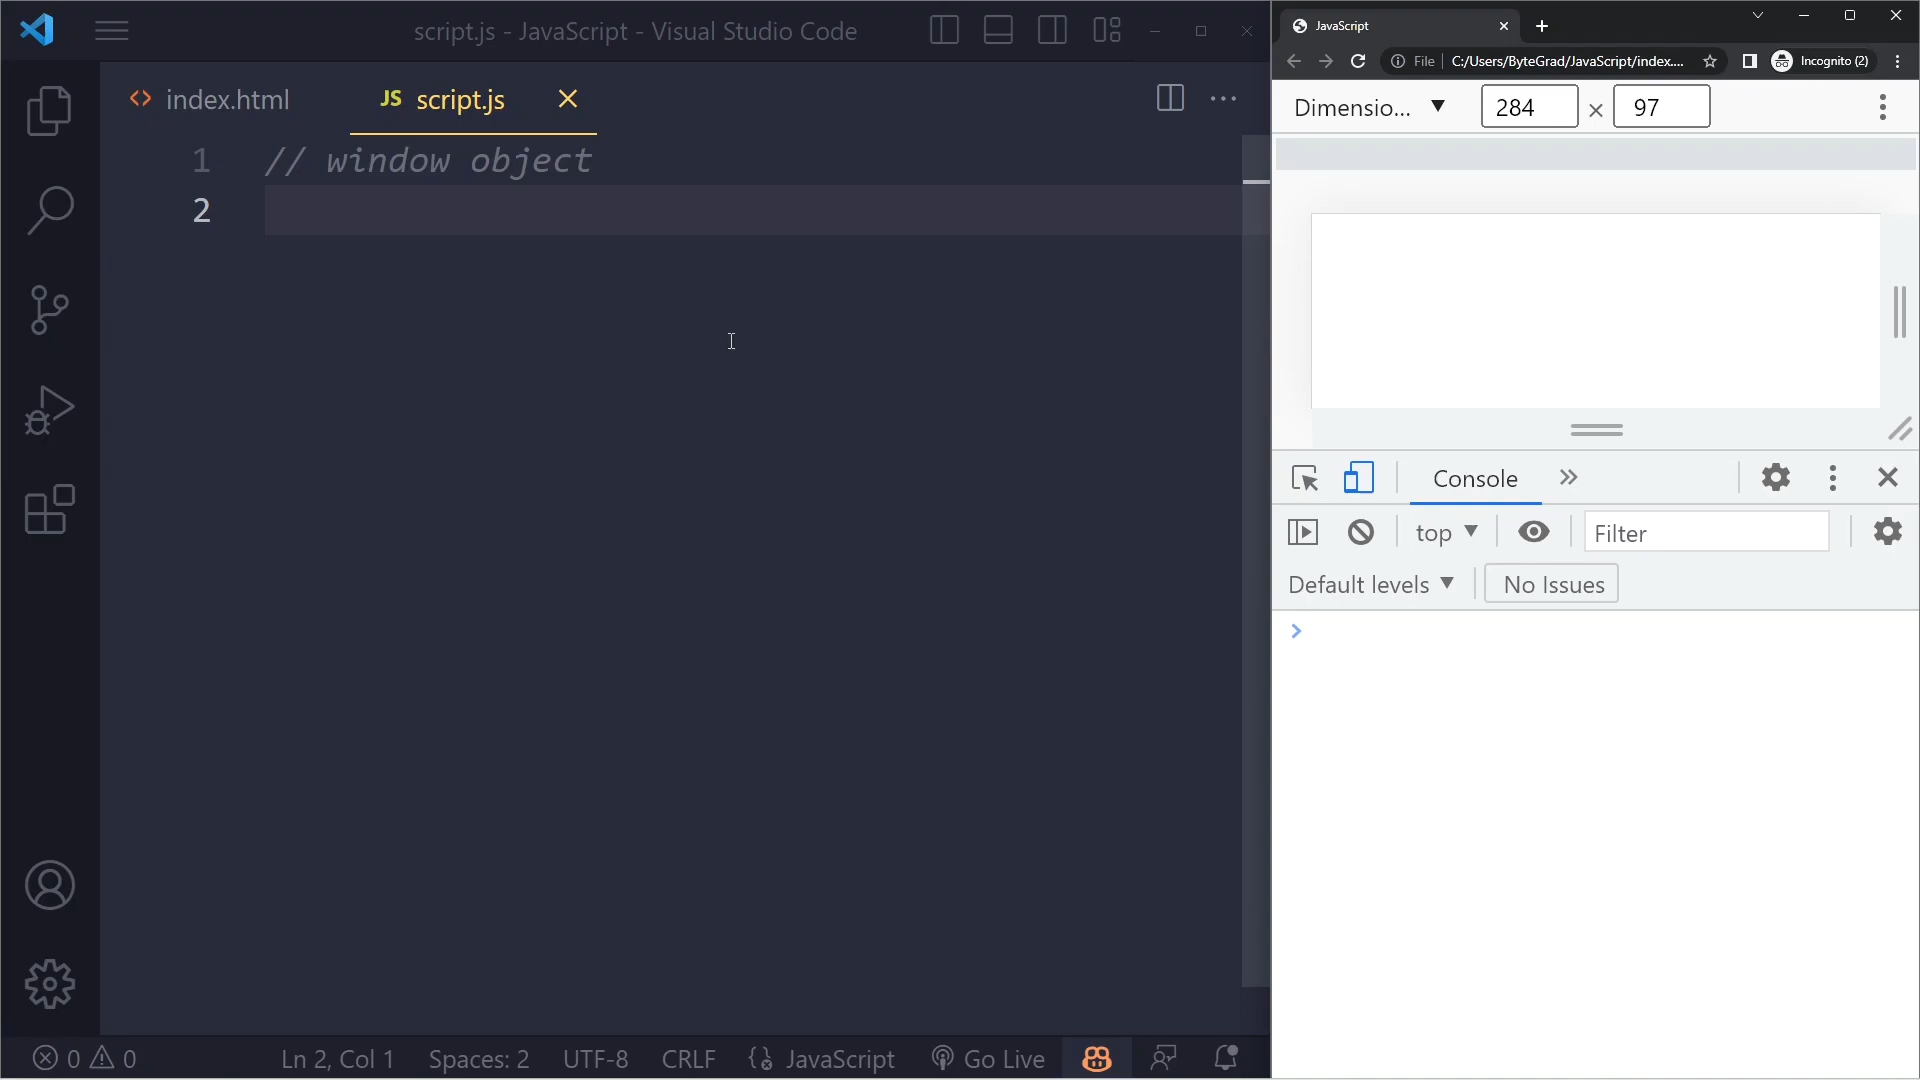 script.js - JavaScript - Visual Studio Code
index.html
JS script.js
1 // window object
2
0 0
Ln 2, Col 1
Spaces: 2
UTF-8
CRLF
JavaScript
Go Live
JavaScript
File
C:/Users/ByteGrad/JavaScript/index....
Incognito (2)
Dimensio...
284 × 97
Console
top
Filter
Default levels
No Issues